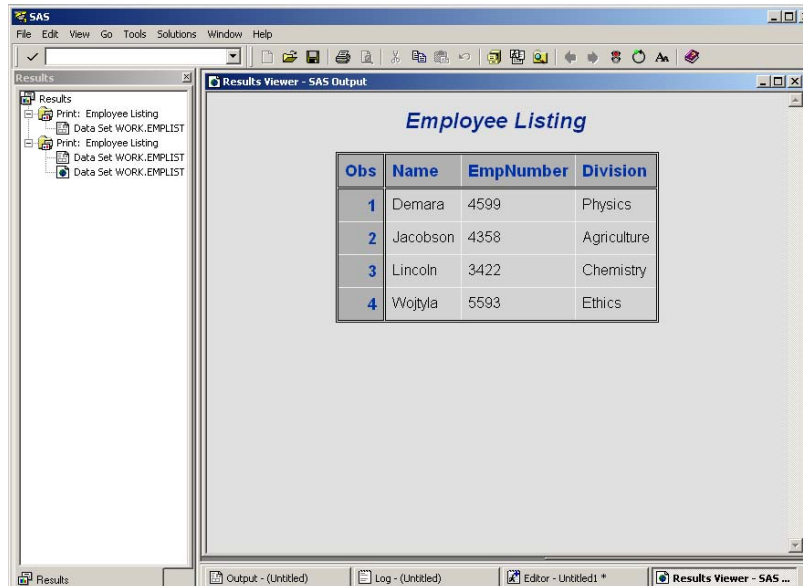 SAS
File Edit View Go Tools Solutions Window Help
Results
Results
Print: Employee Listing
Data Set WORK.EMPLIST
Print: Employee Listing
Data Set WORK.EMPLIST
Data Set WORK.EMPLIST
Results
Results Viewer - SAS Output
Employee Listing
Obs Name EmpNumber Division
1 Demara 4599 Physics
2 Jacobson 4358 Agriculture
3 Lincoln 3422 Chemistry
4 Wojtyla 5593 Ethics
Output - (Untitled) Log - (Untitled) Editor - Untitled1 * Results Viewer - SAS ...